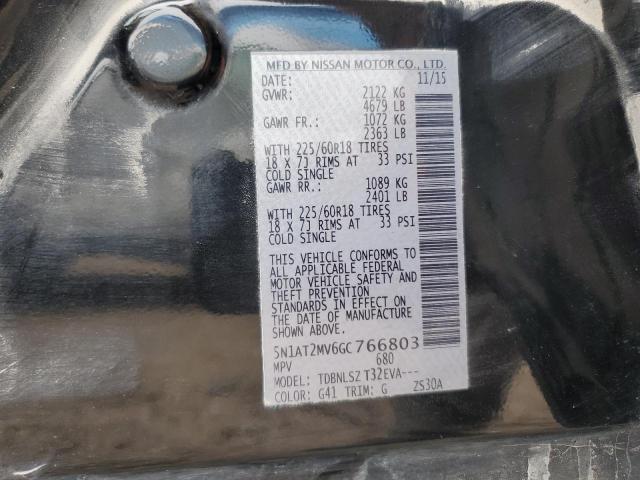 MFD BY NISSAN MOTOR CO., LTD.
DATE: 11/15
GVWR: 2122 KG
4679 LB
GAWR FR.: 1072 KG
2363 LB
WITH 225/60R18 TIRES
18 X 7J RIMS AT 33 PSI
COLD SINGLE
GAWR RR.: 1089 KG
2401 LB
WITH 225/60R18 TIRES
18 X 7J RIMS AT 33 PSI
COLD SINGLE
THIS VEHICLE CONFORMS TO
ALL APPLICABLE FEDERAL
MOTOR VEHICLE SAFETY AND
THEFT PREVENTION
STANDARDS IN EFFECT ON
THE DATE OF MANUFACTURE
SHOWN ABOVE.
5N1AT2MV6GC766803
MPV 680
MODEL: TDBNLSZ T32EVA---
COLOR: G41 TRIM: G ZS30A